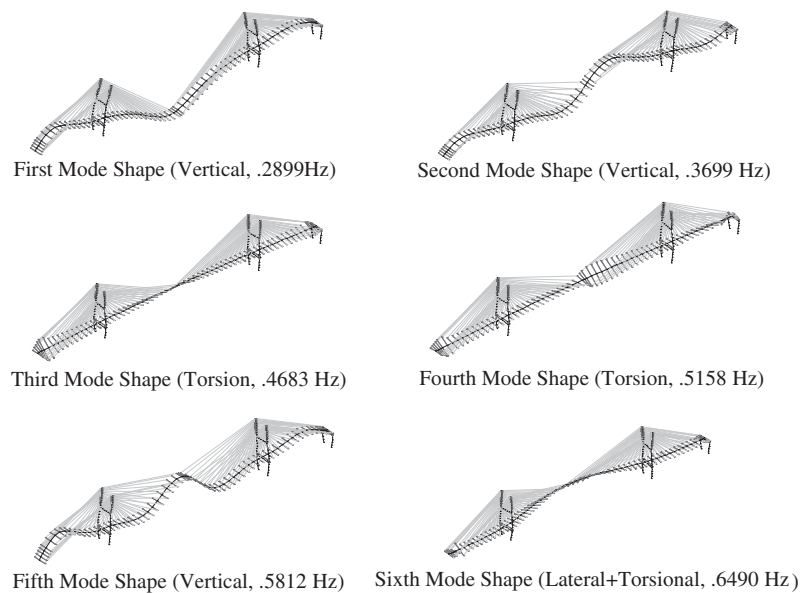 First Mode Shape (Vertical, .2899Hz)
Second Mode Shape (Vertical, .3699 Hz)
Third Mode Shape (Torsion, .4683 Hz)
Fourth Mode Shape (Torsion, .5158 Hz)
Fifth Mode Shape (Vertical, .5812 Hz)
Sixth Mode Shape (Lateral+Torsional, .6490 Hz)